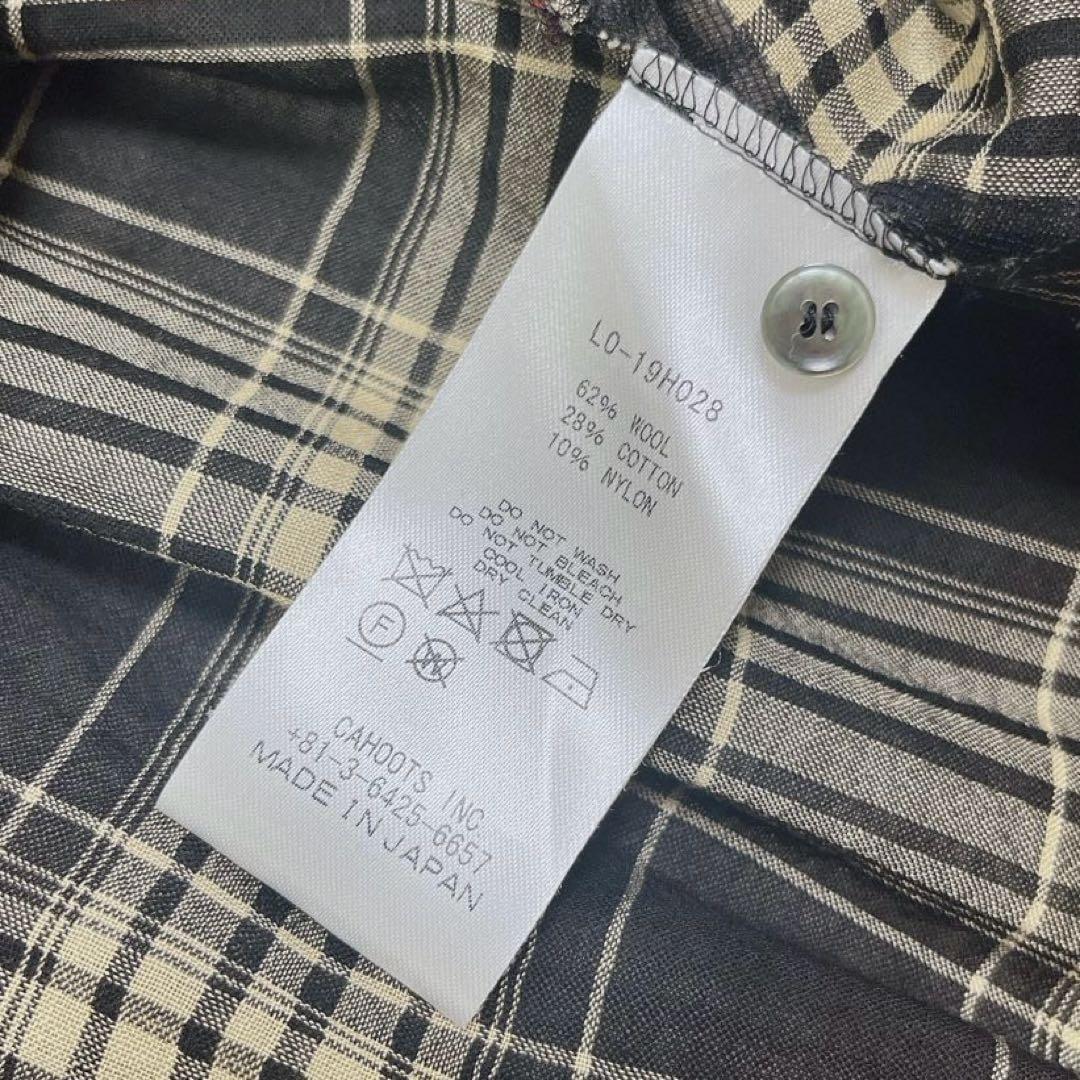 LO-19H028
62% WOOL
28% COTTON
10% NYLON
DO NOT WASH
DO NOT BLEACH
DO NOT TUMBLE DRY
COOL IRON
DRY CLEAN
F
W
CAHOOTS INC.
+81-3-6425-6657
MADE IN JAPAN